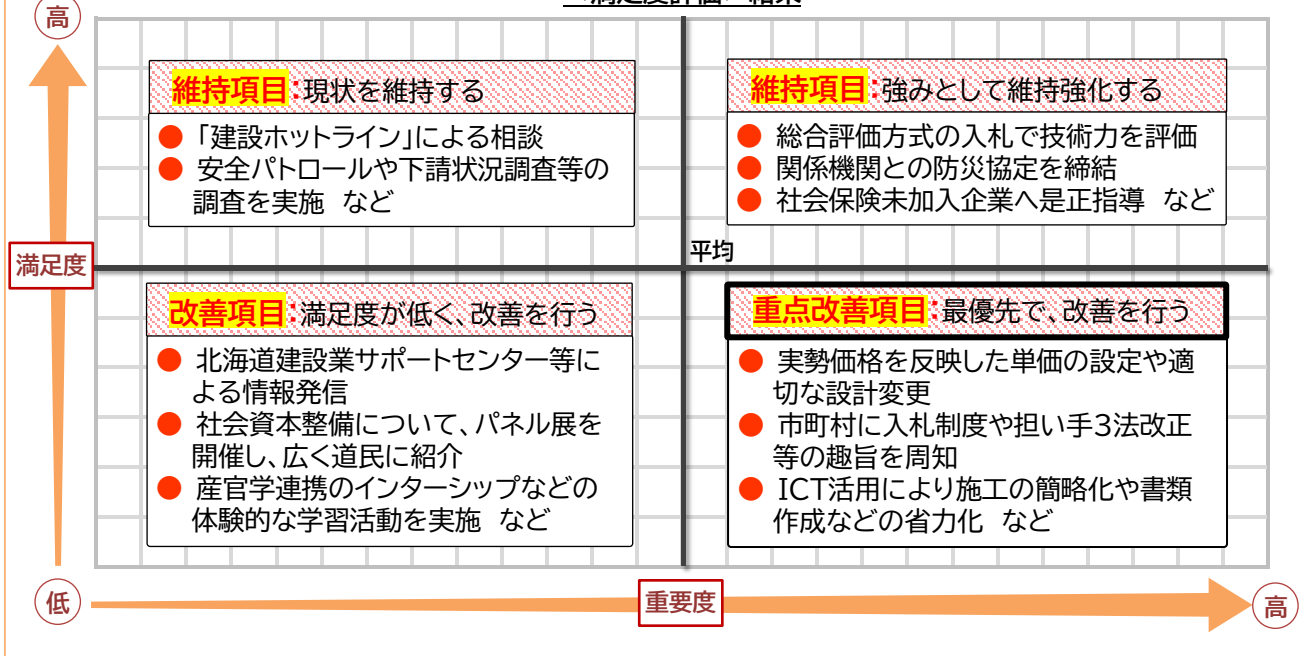 満足度評価 結果
高
維持項目:現状を維持する
●「建設ホットライン」による相談
● 安全パトロールや下請状況調査等の
調査を実施 など
維持項目:強みとして維持強化する
● 総合評価方式の入札で技術力を評価
● 関係機関との防災協定を締結
● 社会保険未加入企業へ是正指導 など
満足度
平均
改善項目:満足度が低く、改善を行う
● 北海道建設業サポートセンター等に
よる情報発信
● 社会資本整備について、パネル展を
開催し、広く道民に紹介
● 産官学連携のインターシップなどの
体験的な学習活動を実施 など
重点改善項目:最優先で、改善を行う
● 実勢価格を反映した単価の設定や適
切な設計変更
● 市町村に入札制度や担い手3法改正
等の趣旨を周知
● ICT活用により施工の簡略化や書類
作成などの省力化 など
低
重要度
高